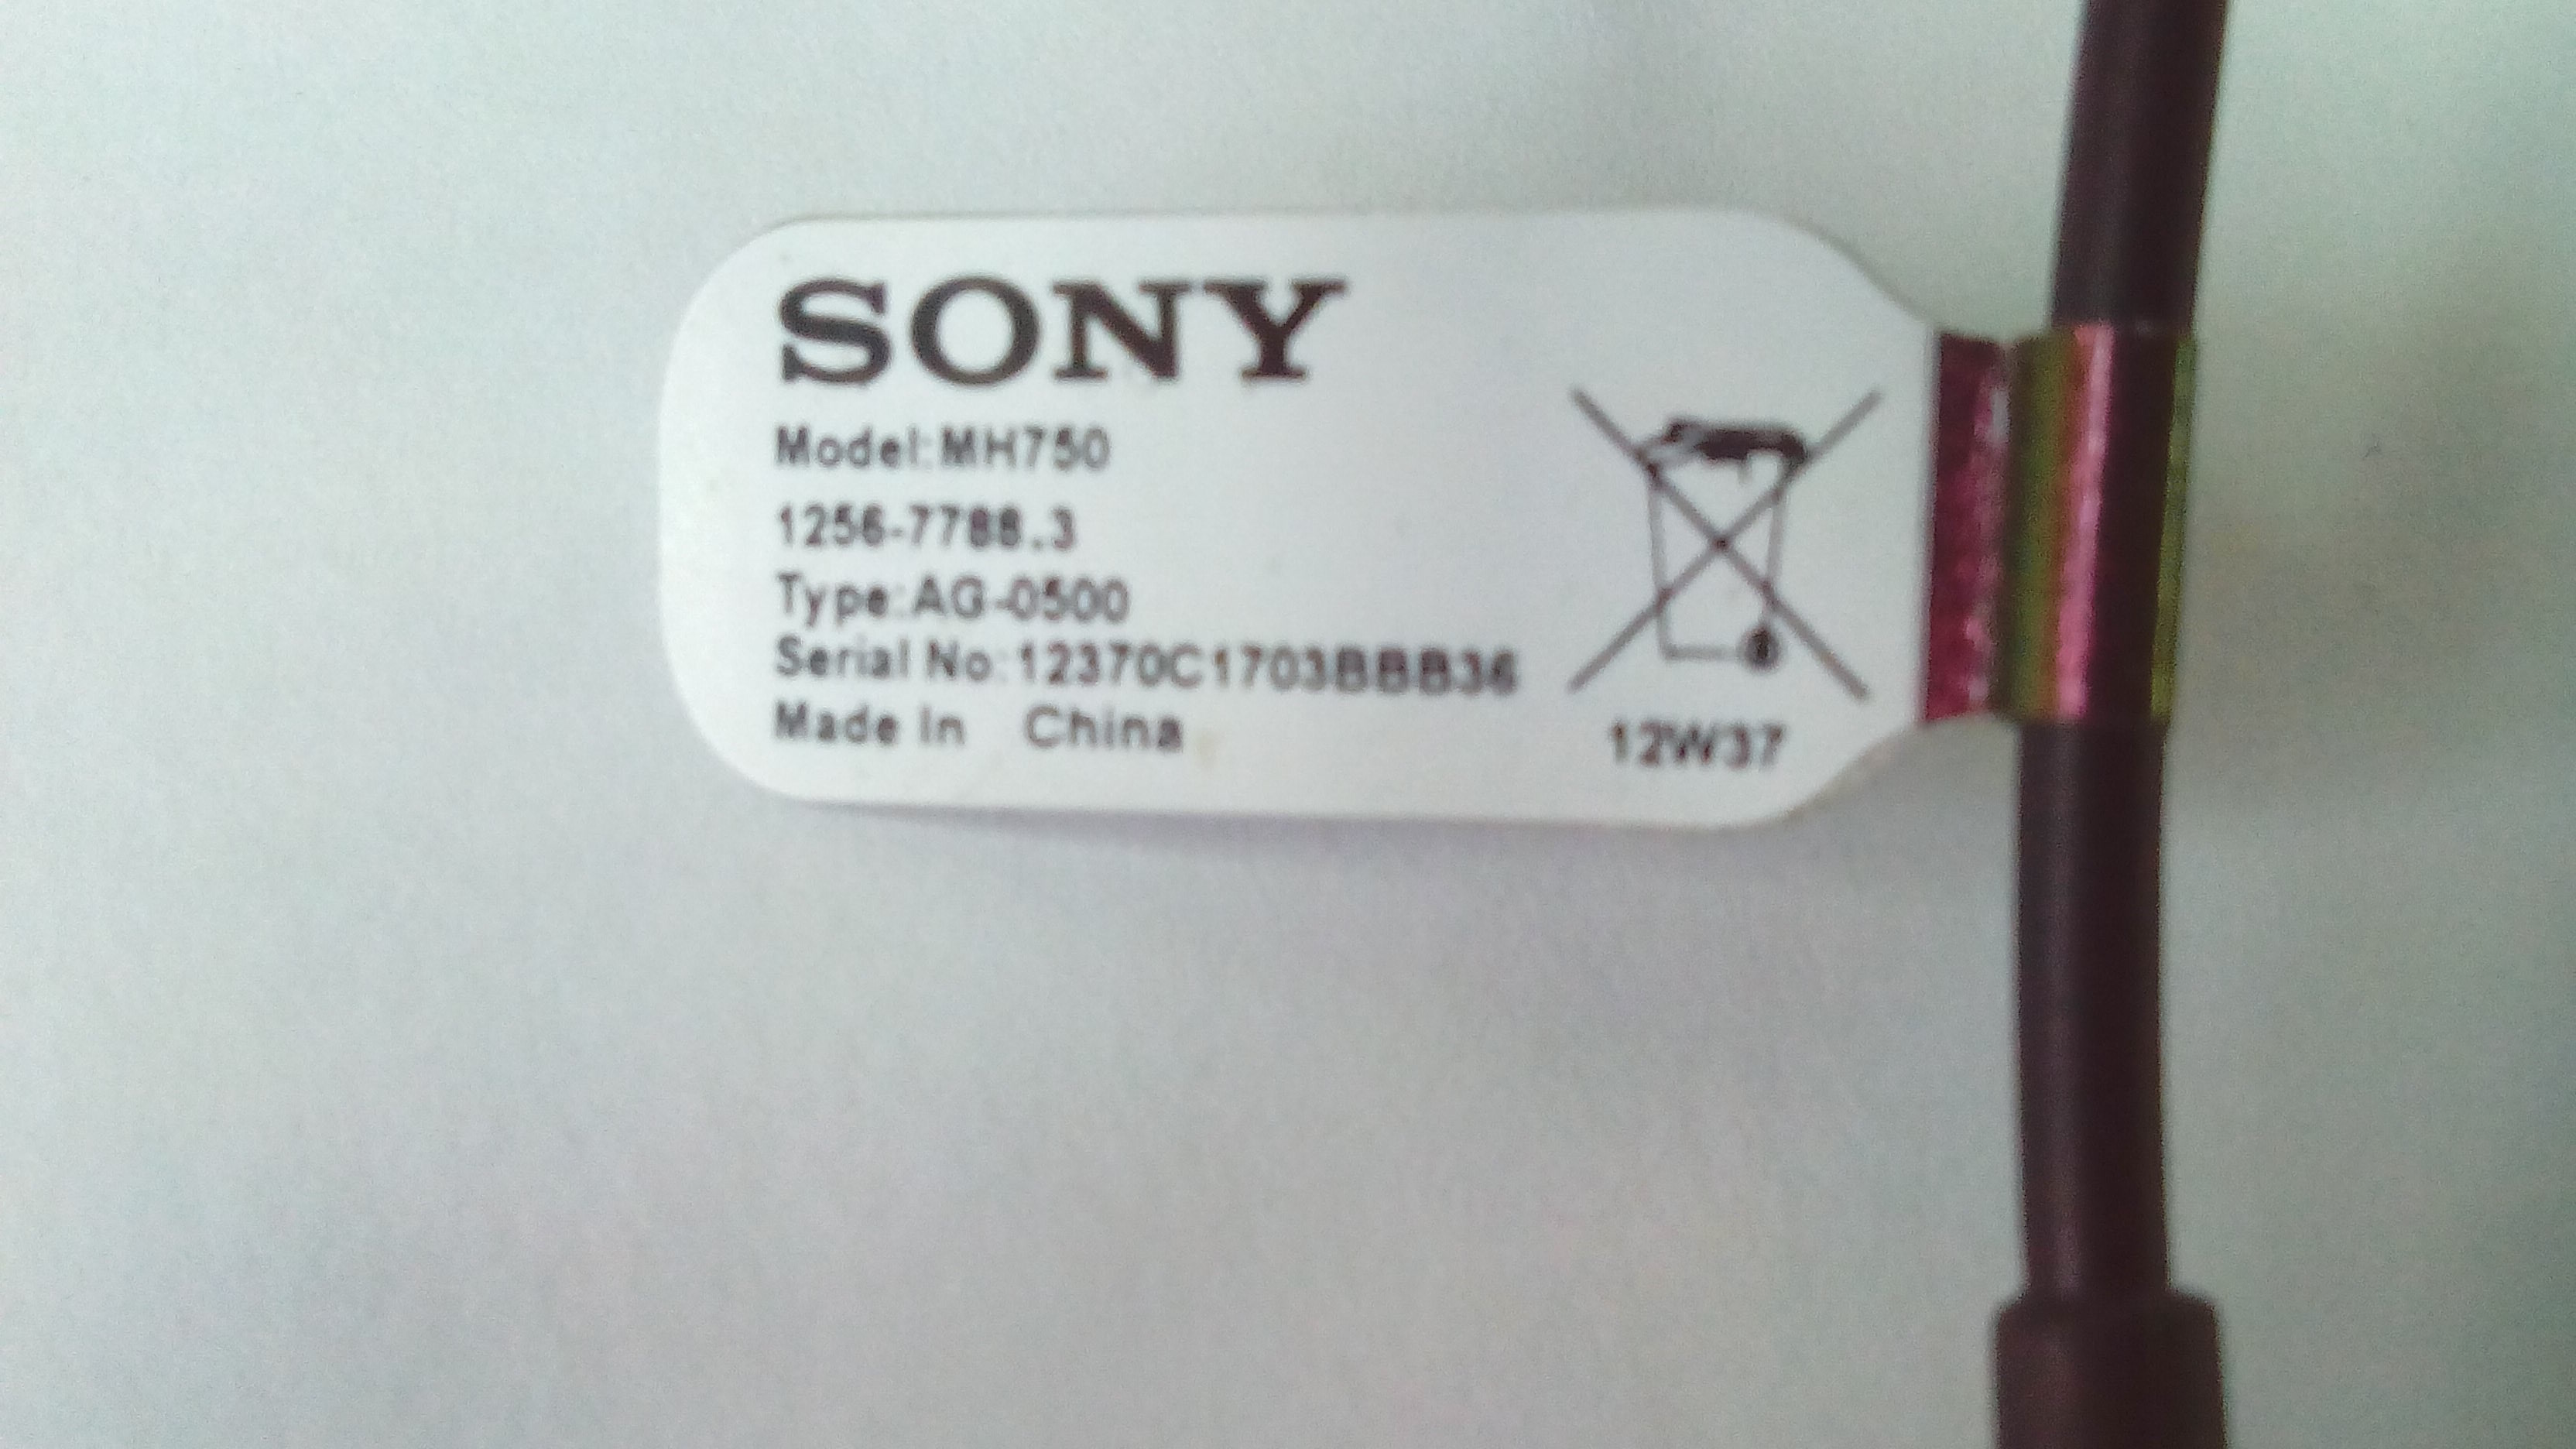 SONY
Model:MH750
1256-7788.3
Type:AG-0500
Serial No:12370C1703BBB36
Made In China
12W37